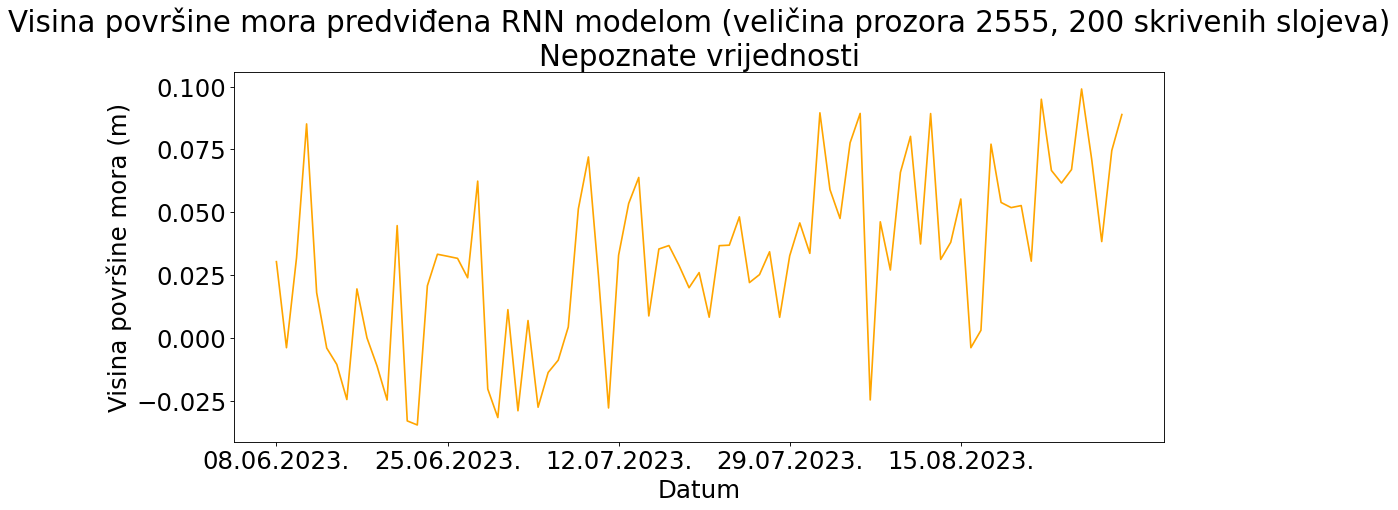 Visina površine mora predviđena RNN modelom (veličina prozora 2555, 200 skrivenih slojeva)
Nepoznate vrijednosti
Visina površine mora (m)
0.100
0.075
0.050
0.025
0.000
−0.025
08.06.2023. 25.06.2023. 12.07.2023. 29.07.2023. 15.08.2023.
Datum